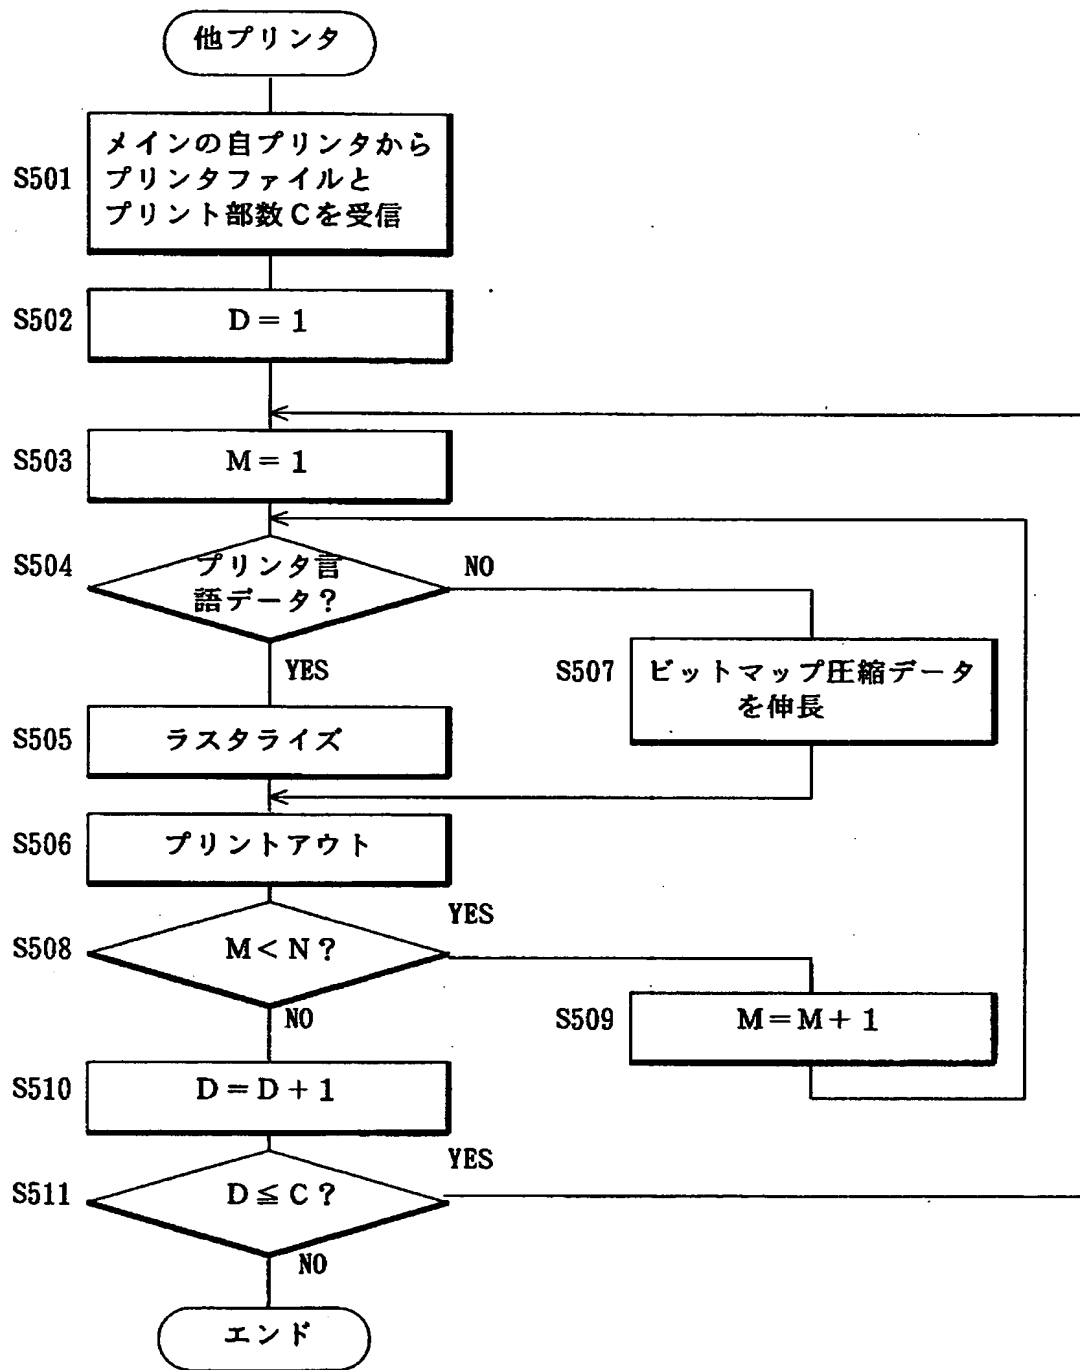 他プリンタ
S501
メインの自プリンタから
プリンタファイルと
プリント部数Cを受信
S502
D=1
S503
M=1
S504
プリンタ言
語データ?
NO
YES
S507
ビットマップ圧縮データ
を伸長
S505
ラスタライズ
S506
プリントアウト
S508
M<N?
YES
NO
S509
M=M+1
S510
D=D+1
S511
D≦C?
YES
NO
エンド